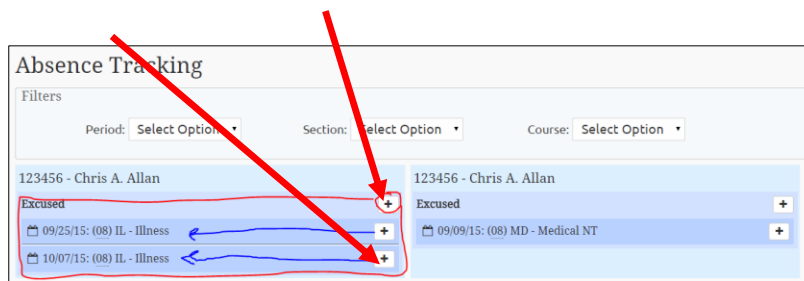 Absence Tracking
Filters
Period: Select Option Section: Select Option Course: Select Option
123456 - Chris A. Allan
Excused +
09/25/15: (08) IL - Illness +
10/07/15: (08) IL - Illness +
123456 - Chris A. Allan
Excused +
09/09/15: (08) MD - Medical NT +